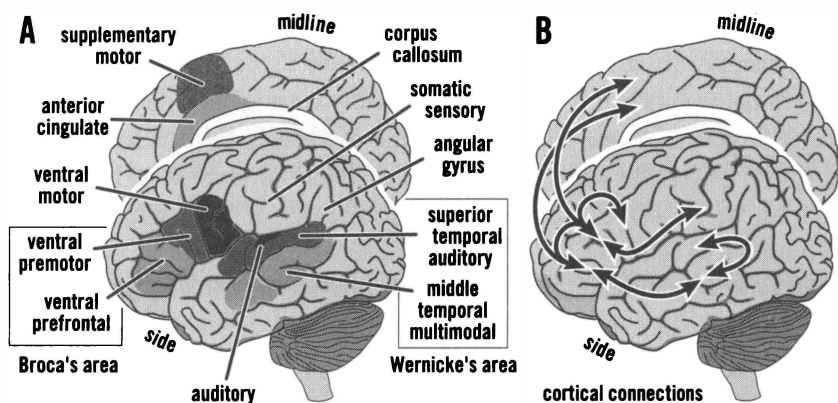 A
midline
supplementary
motor
corpus
callosum
somatic
sensory
anterior
cingulate
angular
gyrus
ventral
motor
ventral
premotor
superior
temporal
auditory
ventral
prefrontal
middle
temporal
multimodal
side
Broca's area
auditory
Wernicke's area
B
midline
side
cortical connections